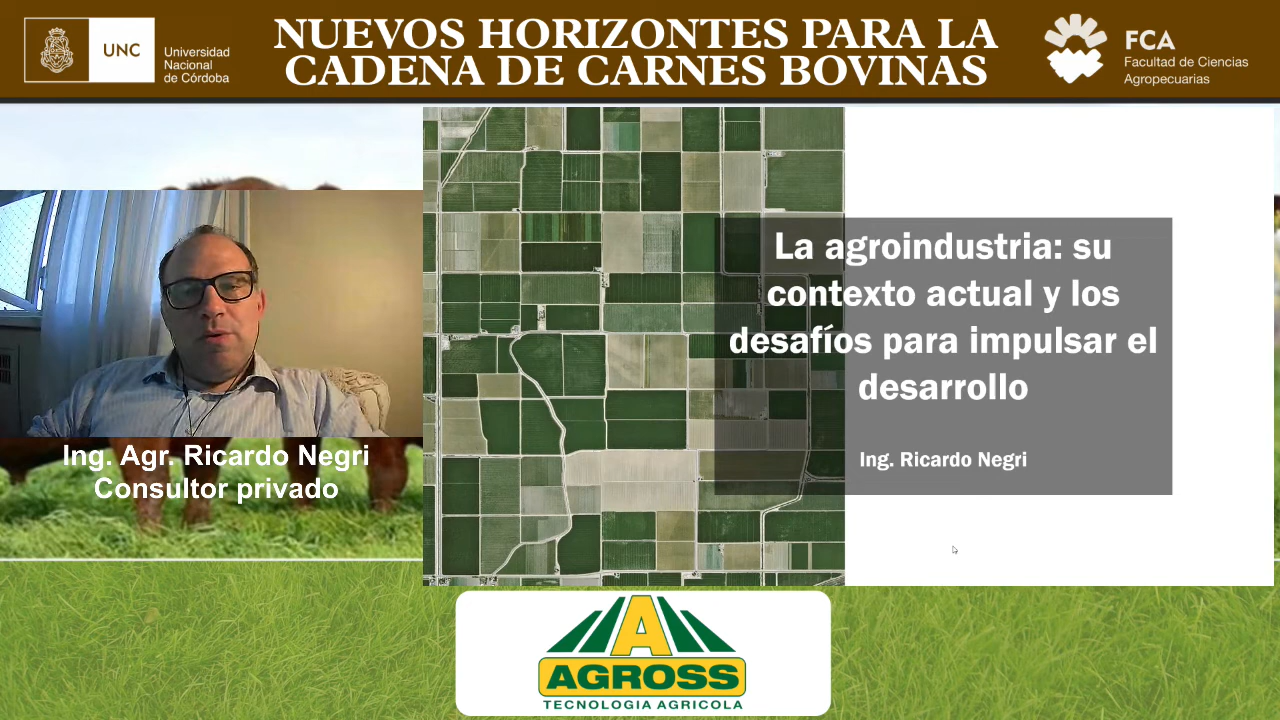 UNC
Universidad
Nacional
de Córdoba
NUEVOS HORIZONTES PARA LA
CADENA DE CARNES BOVINAS
FCA
Facultad de Ciencias
Agropecuarias
Ing. Agr. Ricardo Negri
Consultor privado
La agroindustria: su
contexto actual y los
desafíos para impulsar el
desarrollo
Ing. Ricardo Negri
A
AGROSS
TECNOLOGIA AGRICOLA